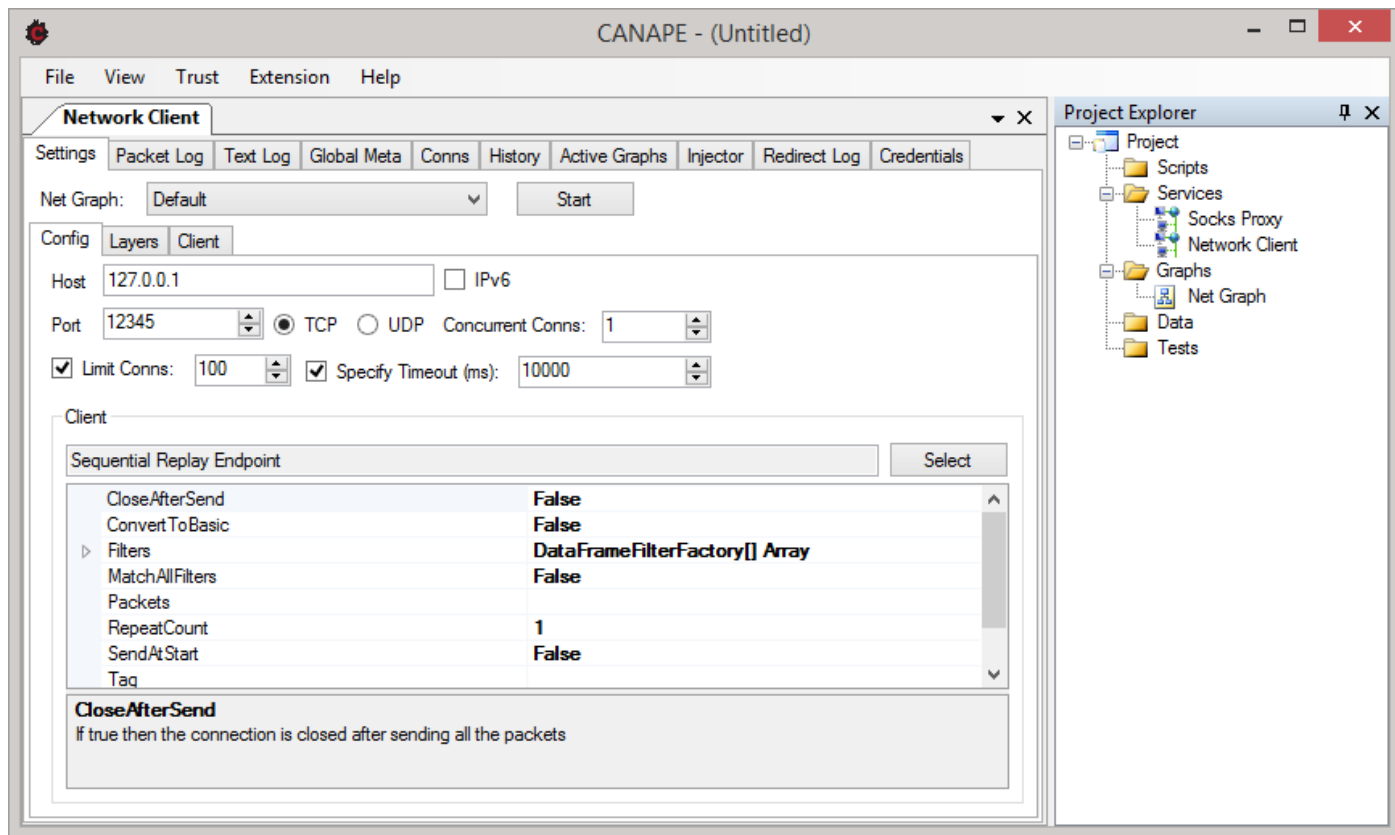 CANAPE - (Untitled)
File View Trust Extension Help
Network Client
Settings Packet Log Text Log Global Meta Conns History Active Graphs Injector Redirect Log Credentials
Net Graph: Default Start
Config Layers Client
Host 127.0.0.1 IPv6
Port 12345 TCP UDP Concurrent Conns: 1
Limit Conns: 100 Specify Timeout (ms): 10000
Client
Sequential Replay Endpoint Select
CloseAfterSend False
ConvertToBasic False
Filters DataFrameFilterFactory[] Array
MatchAllFilters False
Packets
RepeatCount 1
SendAtStart False
Tag
CloseAfterSend
If true then the connection is closed after sending all the packets
Project Explorer
Project
Scripts
Services
Socks Proxy
Network Client
Graphs
Net Graph
Data
Tests